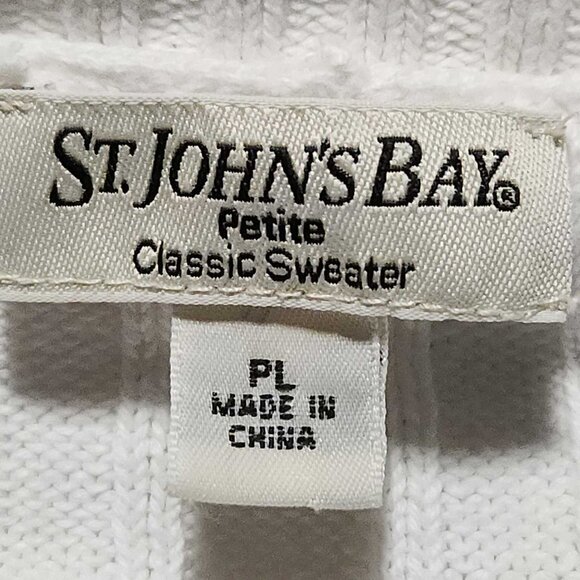 ST. JOHN'S BAY®
Petite
Classic Sweater
PL
MADE IN
CHINA